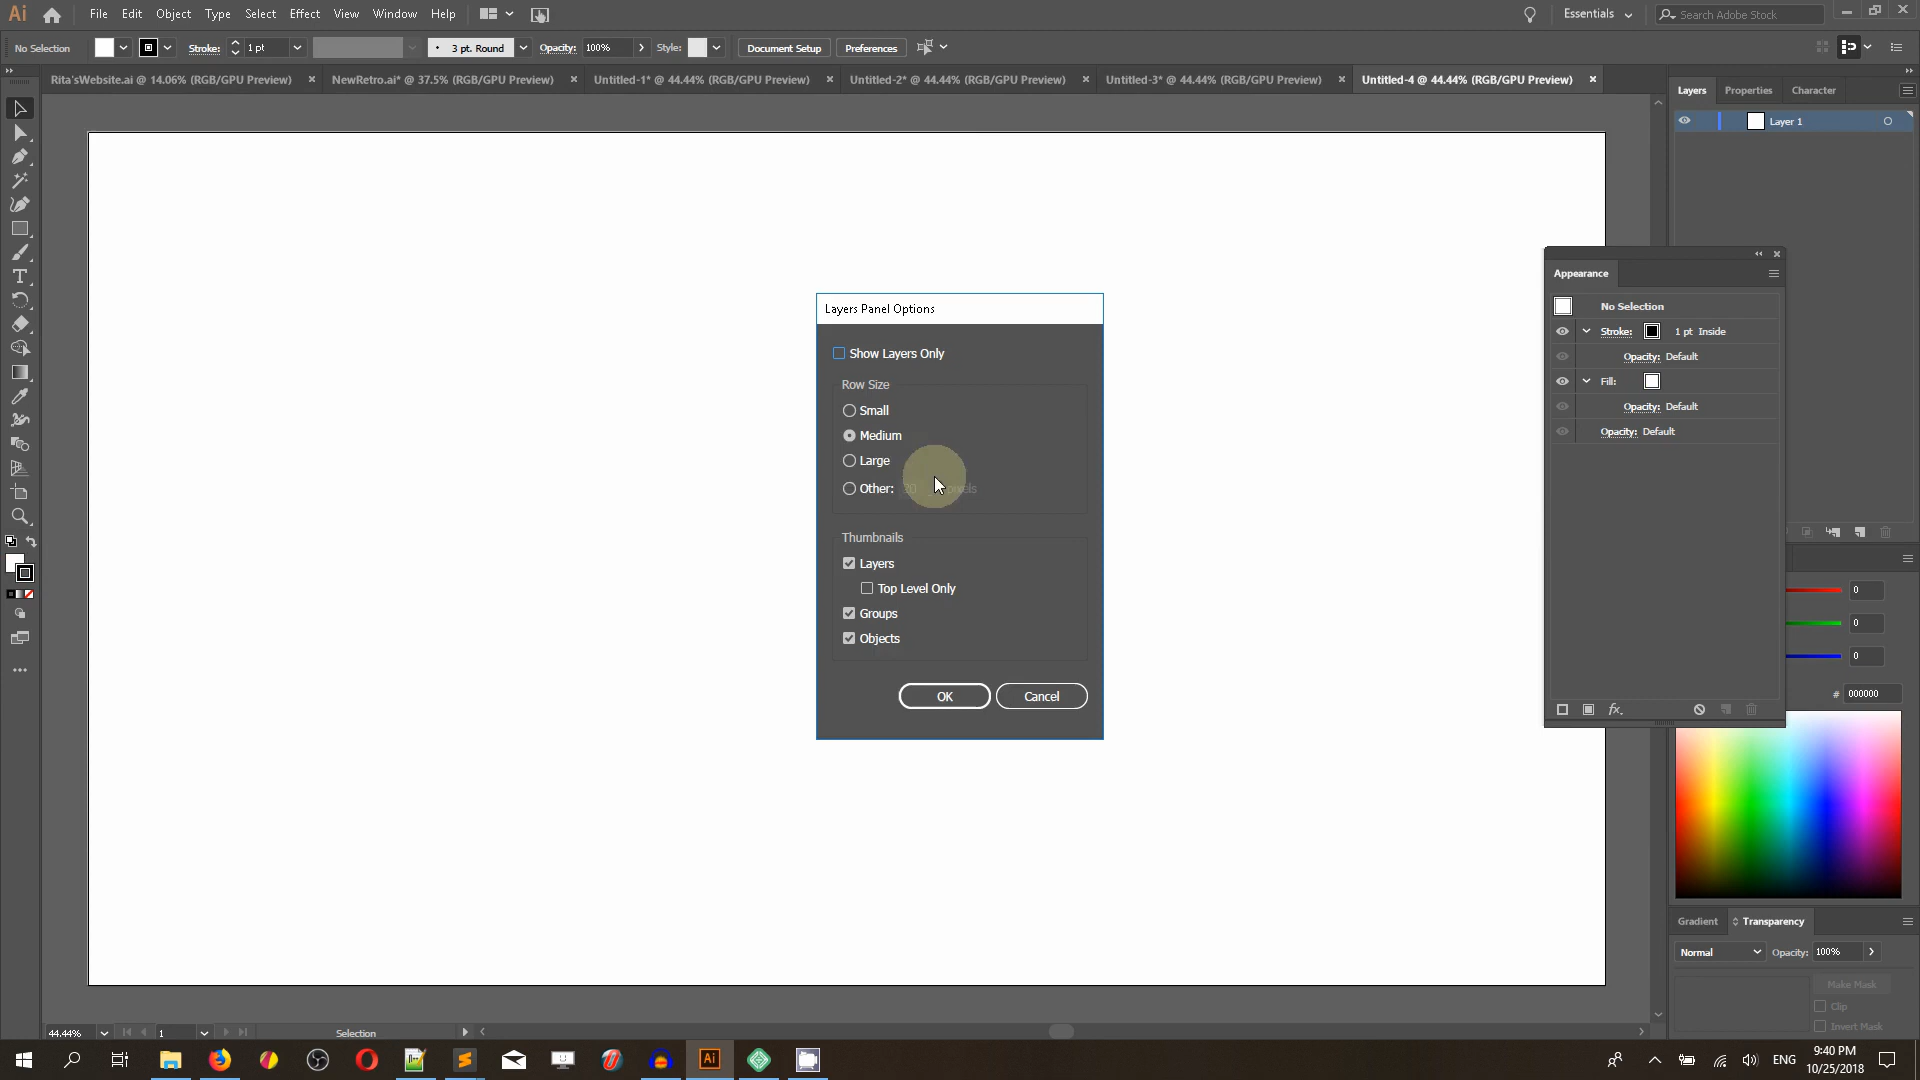 Ai File Edit Object Type Select Effect View Window Help Essentials Search Adobe Stock
No Selection Stroke: 1 pt 3 pt. Round Opacity: 100% Style: Document Setup Preferences
Rita'sWebsite.ai @ 14.06% (RGB/GPU Preview) NewRetro.ai* @ 37.5% (RGB/GPU Preview) Untitled-1* @ 44.44% (RGB/GPU Preview) Untitled-2* @ 44.44% (RGB/GPU Preview) Untitled-3* @ 44.44% (RGB/GPU Preview) Untitled-4 @ 44.44% (RGB/GPU Preview)
Layers Properties Character
Layer 1
Layers Panel Options
Show Layers Only
Row Size
Small
Medium
Large
Other:
Thumbnails
Layers
Top Level Only
Groups
Objects
OK Cancel
Appearance
No Selection
Stroke: 1 pt Inside
Opacity: Default
Fill:
Opacity: Default
Opacity: Default
fx.
0
0
0
# 000000
Gradient Transparency
Normal Opacity: 100%
Make Mask
Clip
Invert Mask
44.44% 1 Selection
Ai ENG 9:40 PM
10/25/2018